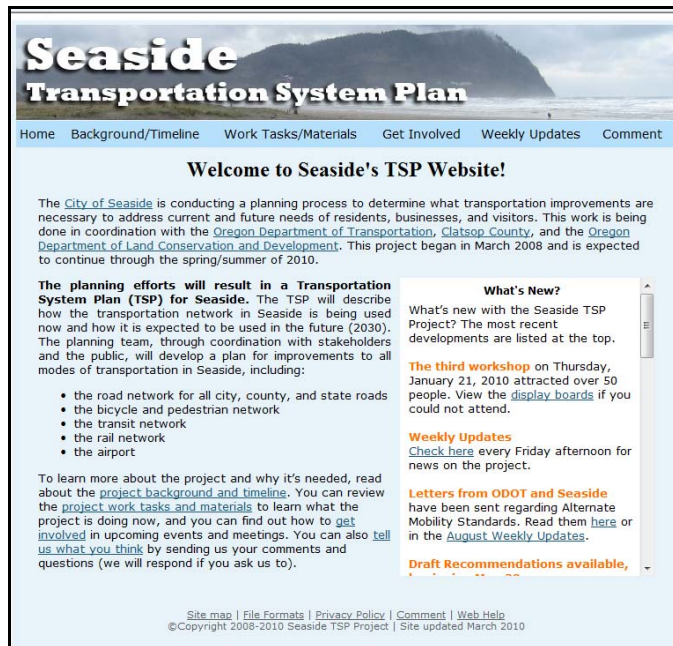 Seaside
Transportation System Plan
Home Background/Timeline Work Tasks/Materials Get Involved Weekly Updates Comment
Welcome to Seaside's TSP Website!
The City of Seaside is conducting a planning process to determine what transportation improvements are
necessary to address current and future needs of residents, businesses, and visitors. This work is being
done in coordination with the Oregon Department of Transportation, Clatsop County, and the Oregon
Department of Land Conservation and Development. This project began in March 2008 and is expected
to continue through the spring/summer of 2010.
The planning efforts will result in a Transportation
System Plan (TSP) for Seaside. The TSP will describe
how the transportation network in Seaside is being used
now and how it is expected to be used in the future (2030).
The planning team, through coordination with stakeholders
and the public, will develop a plan for improvements to all
modes of transportation in Seaside, including:
• the road network for all city, county, and state roads
• the bicycle and pedestrian network
• the transit network
• the rail network
• the airport
To learn more about the project and why it's needed, read
about the project background and timeline. You can review
the project work tasks and materials to learn what the
project is doing now, and you can find out how to get
involved in upcoming events and meetings. You can also tell
us what you think by sending us your comments and
questions (we will respond if you ask us to).
What's New?
What's new with the Seaside TSP
Project? The most recent
developments are listed at the top.
The third workshop on Thursday,
January 21, 2010 attracted over 50
people. View the display boards if you
could not attend.
Weekly Updates
Check here every Friday afternoon for
news on the project.
Letters from ODOT and Seaside
have been sent regarding Alternate
Mobility Standards. Read them here or
in the August Weekly Updates.
Draft Recommendations available,
Site map | File Formats | Privacy Policy | Comment | Web Help
©Copyright 2008-2010 Seaside TSP Project | Site updated March 2010